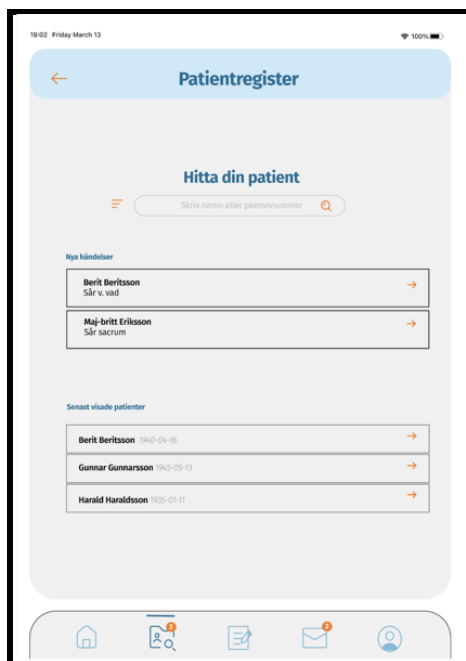 19:02 Friday March 13
100%
Patientregister
Hitta din patient
Skriv namn eller perosnnummer
Nya händelser
Berit Beritsson
Sår v. vad
Maj-britt Eriksson
Sår sacrum
Senast visade patienter
Berit Beritsson 1940-04-16
Gunnar Gunnarsson 1945-05-13
Harald Haraldsson 1935-01-11
2
2